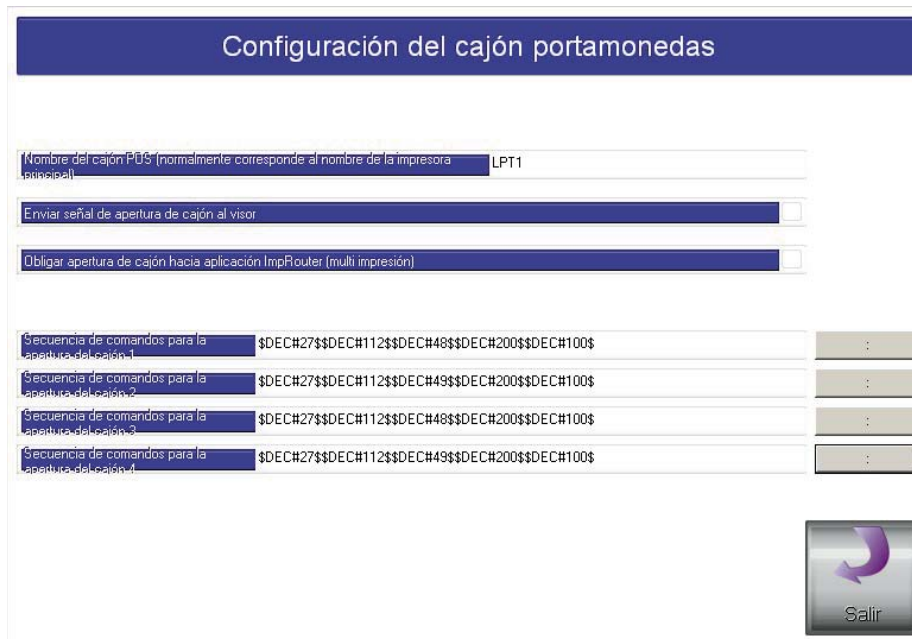 Configuración del cajón portamonedas
Nombre del cajón POS (normalmente corresponde al nombre de la impresora
principal)
LPT1
Enviar señal de apertura de cajón al visor
Obligar apertura de cajón hacia aplicación ImpRouter (multi impresión)
Secuencia de comandos para la
apertura del cajón 1
$DEC#27$$DEC#112$$DEC#48$$DEC#200$$DEC#100$
:
Secuencia de comandos para la
apertura del cajón 2
$DEC#27$$DEC#112$$DEC#49$$DEC#200$$DEC#100$
:
Secuencia de comandos para la
apertura del cajón 3
$DEC#27$$DEC#112$$DEC#48$$DEC#200$$DEC#100$
:
Secuencia de comandos para la
apertura del cajón 4
$DEC#27$$DEC#112$$DEC#49$$DEC#200$$DEC#100$
:
Salir